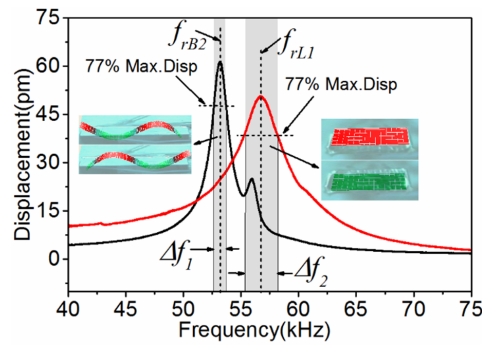 f_rB2
f_rL1
77% Max.Disp
77% Max.Disp
Displacement(pm)
75
60
45
30
15
0
Δf_1
Δf_2
40 45 50 55 60 65 70 75
Frequency(kHz)